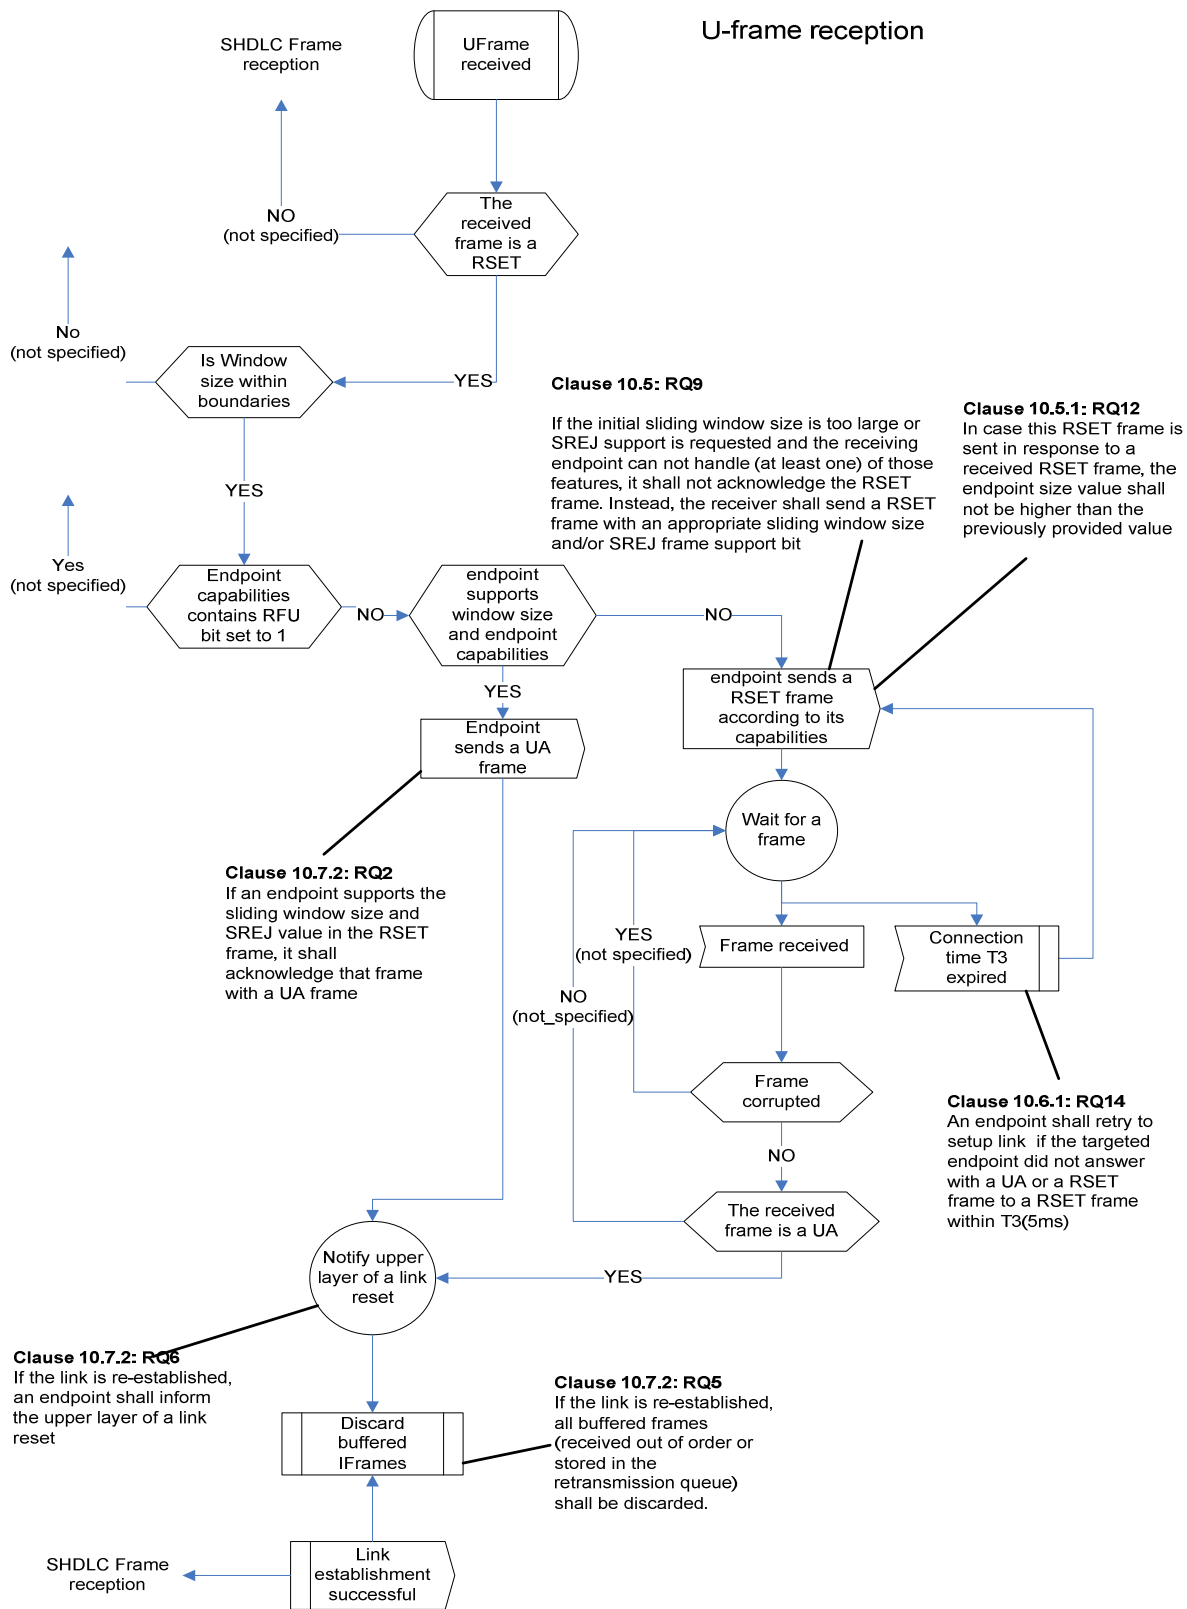 U-frame reception
SHDLC Frame
reception
UFrame
received
NO
(not specified)
The
received
frame is a
RSET
No
(not specified)
Is Window
size within
boundaries
YES
YES
Clause 10.5: RQ9
If the initial sliding window size is too large or
SREJ support is requested and the receiving
endpoint can not handle (at least one) of those
features, it shall not acknowledge the RSET
frame. Instead, the receiver shall send a RSET
frame with an appropriate sliding window size
and/or SREJ frame support bit
Clause 10.5.1: RQ12
In case this RSET frame is
sent in response to a
received RSET frame, the
endpoint size value shall
not be higher than the
previously provided value
Yes
(not specified)
Endpoint
capabilities
contains RFU
bit set to 1
NO
endpoint
supports
window size
and endpoint
capabilities
NO
YES
endpoint sends a
RSET frame
according to its
capabilities
Endpoint
sends a UA
frame
Wait for a
frame
Clause 10.7.2: RQ2
If an endpoint supports the
sliding window size and
SREJ value in the RSET
frame, it shall
acknowledge that frame
with a UA frame
YES
(not specified)
Frame received
Connection
time T3
expired
NO
(not_specified)
Frame
corrupted
Clause 10.6.1: RQ14
An endpoint shall retry to
setup link  if the targeted
endpoint did not answer
with a UA or a RSET
frame to a RSET frame
within T3(5ms)
NO
The received
frame is a UA
YES
Notify upper
layer of a link
reset
Clause 10.7.2: RQ6
If the link is re-established,
an endpoint shall inform
the upper layer of a link
reset
Clause 10.7.2: RQ5
If the link is re-established,
all buffered frames
(received out of order or
stored in the
retransmission queue)
shall be discarded.
Discard
buffered
IFrames
SHDLC Frame
reception
Link
establishment
successful